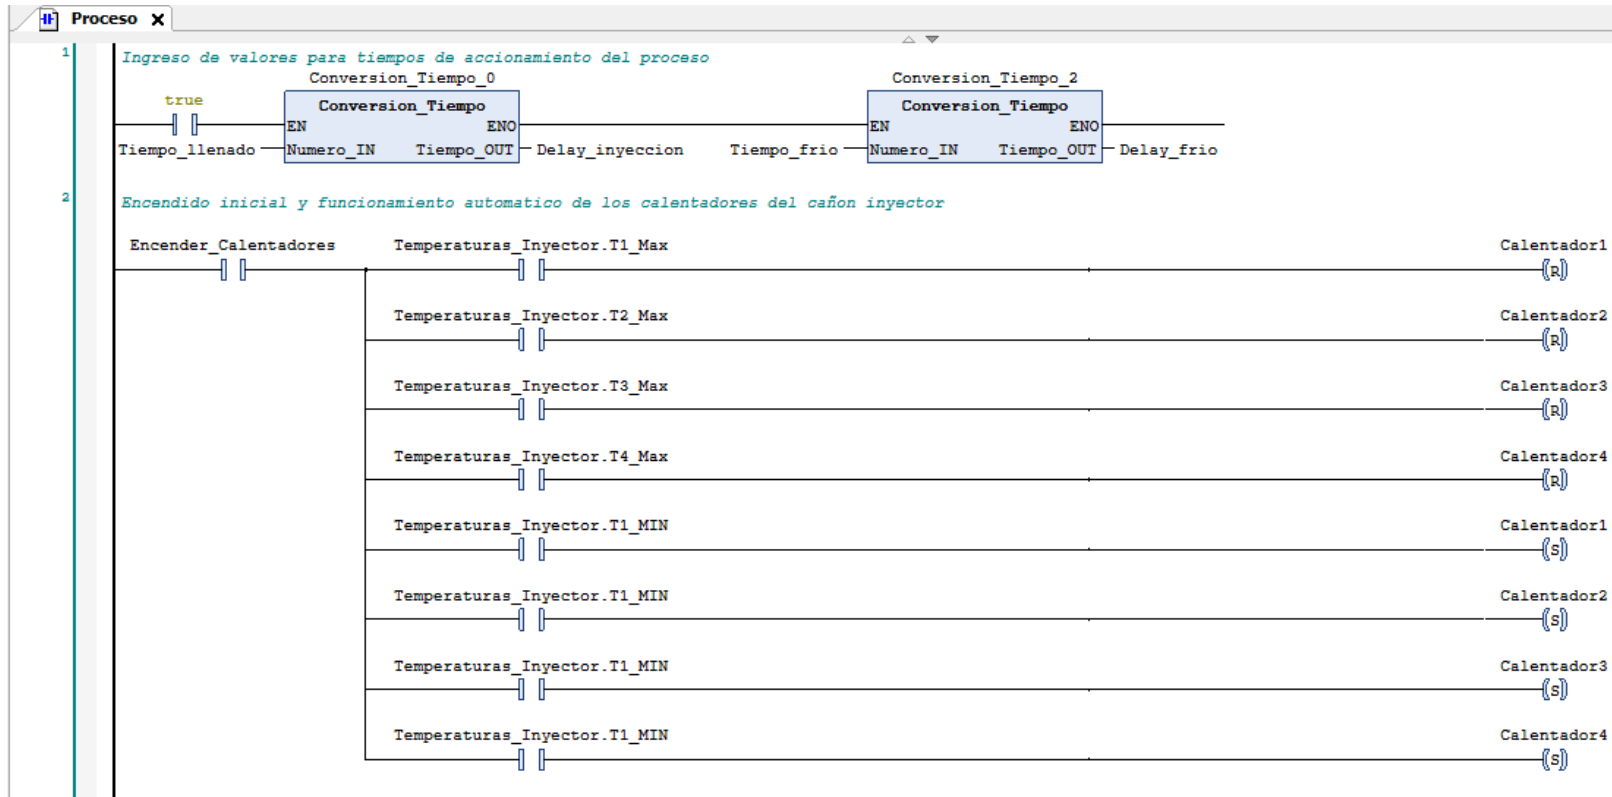 Proceso
1
Ingreso de valores para tiempos de accionamiento del proceso
Conversion_Tiempo_0 Conversion_Tiempo_2
true Conversion_Tiempo Conversion_Tiempo
EN ENO EN ENO
Tiempo_llenado Numero_IN Tiempo_OUT Delay_inyeccion Tiempo_frio Numero_IN Tiempo_OUT Delay_frio
2
Encendido inicial y funcionamiento automatico de los calentadores del cañon inyector
Encender_Calentadores Temperaturas_Inyector.T1_Max Calentador1
R
Temperaturas_Inyector.T2_Max Calentador2
R
Temperaturas_Inyector.T3_Max Calentador3
R
Temperaturas_Inyector.T4_Max Calentador4
R
Temperaturas_Inyector.T1_MIN Calentador1
S
Temperaturas_Inyector.T1_MIN Calentador2
S
Temperaturas_Inyector.T1_MIN Calentador3
S
Temperaturas_Inyector.T1_MIN Calentador4
S